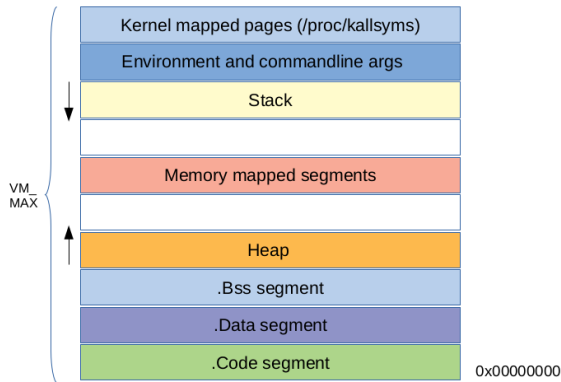 Kernel mapped pages (/proc/kallsyms)
Environment and commandline args
Stack
Memory mapped segments
VM_
MAX
Heap
.Bss segment
.Data segment
.Code segment
0x00000000